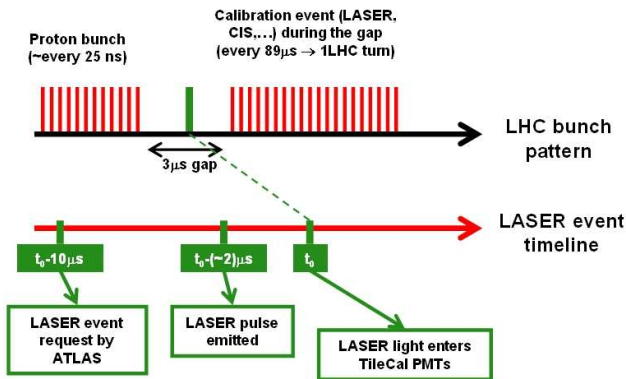 Proton bunch
(~every 25 ns)
Calibration event (LASER,
CIS,...) during the gap
(every 89μs → 1LHC turn)
LHC bunch
pattern
3μs gap
LASER event
timeline
t₀-10μs
t₀-(~2)μs
t₀
LASER event
request by
ATLAS
LASER pulse
emitted
LASER light enters
TileCal PMTs